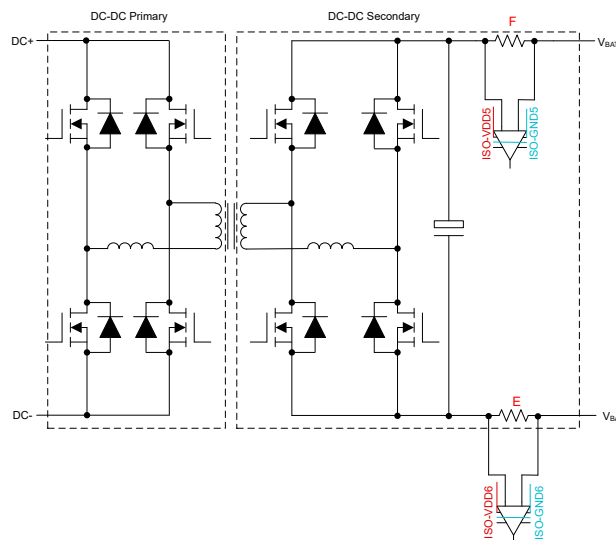 DC-DC Primary
DC-DC Secondary
DC+
F
ISO-VDD5
ISO-GND5
DC-
E
ISO-VDD6
ISO-GND6